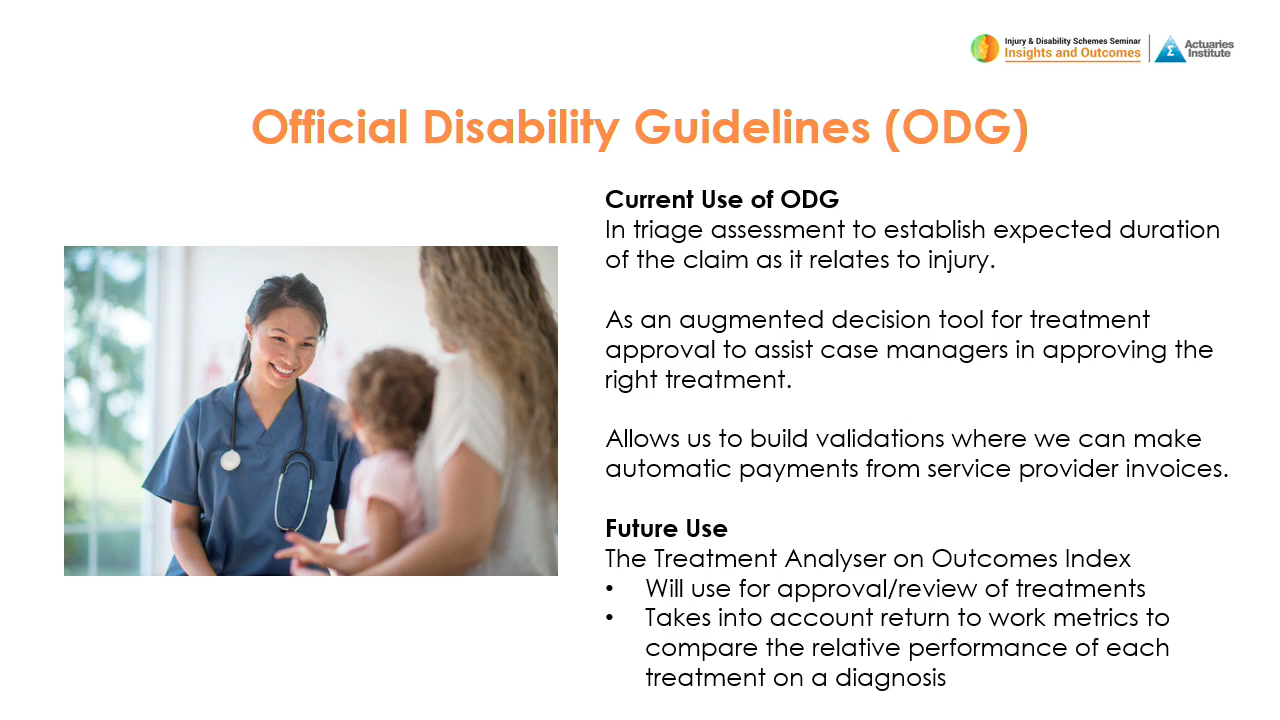 Injury & Disability Schemes Seminar
Insights and Outcomes
Actuaries
Institute
Official Disability Guidelines (ODG)
Current Use of ODG
In triage assessment to establish expected duration
of the claim as it relates to injury.
As an augmented decision tool for treatment
approval to assist case managers in approving the
right treatment.
Allows us to build validations where we can make
automatic payments from service provider invoices.
Future Use
The Treatment Analyser on Outcomes Index
• Will use for approval/review of treatments
• Takes into account return to work metrics to
compare the relative performance of each
treatment on a diagnosis